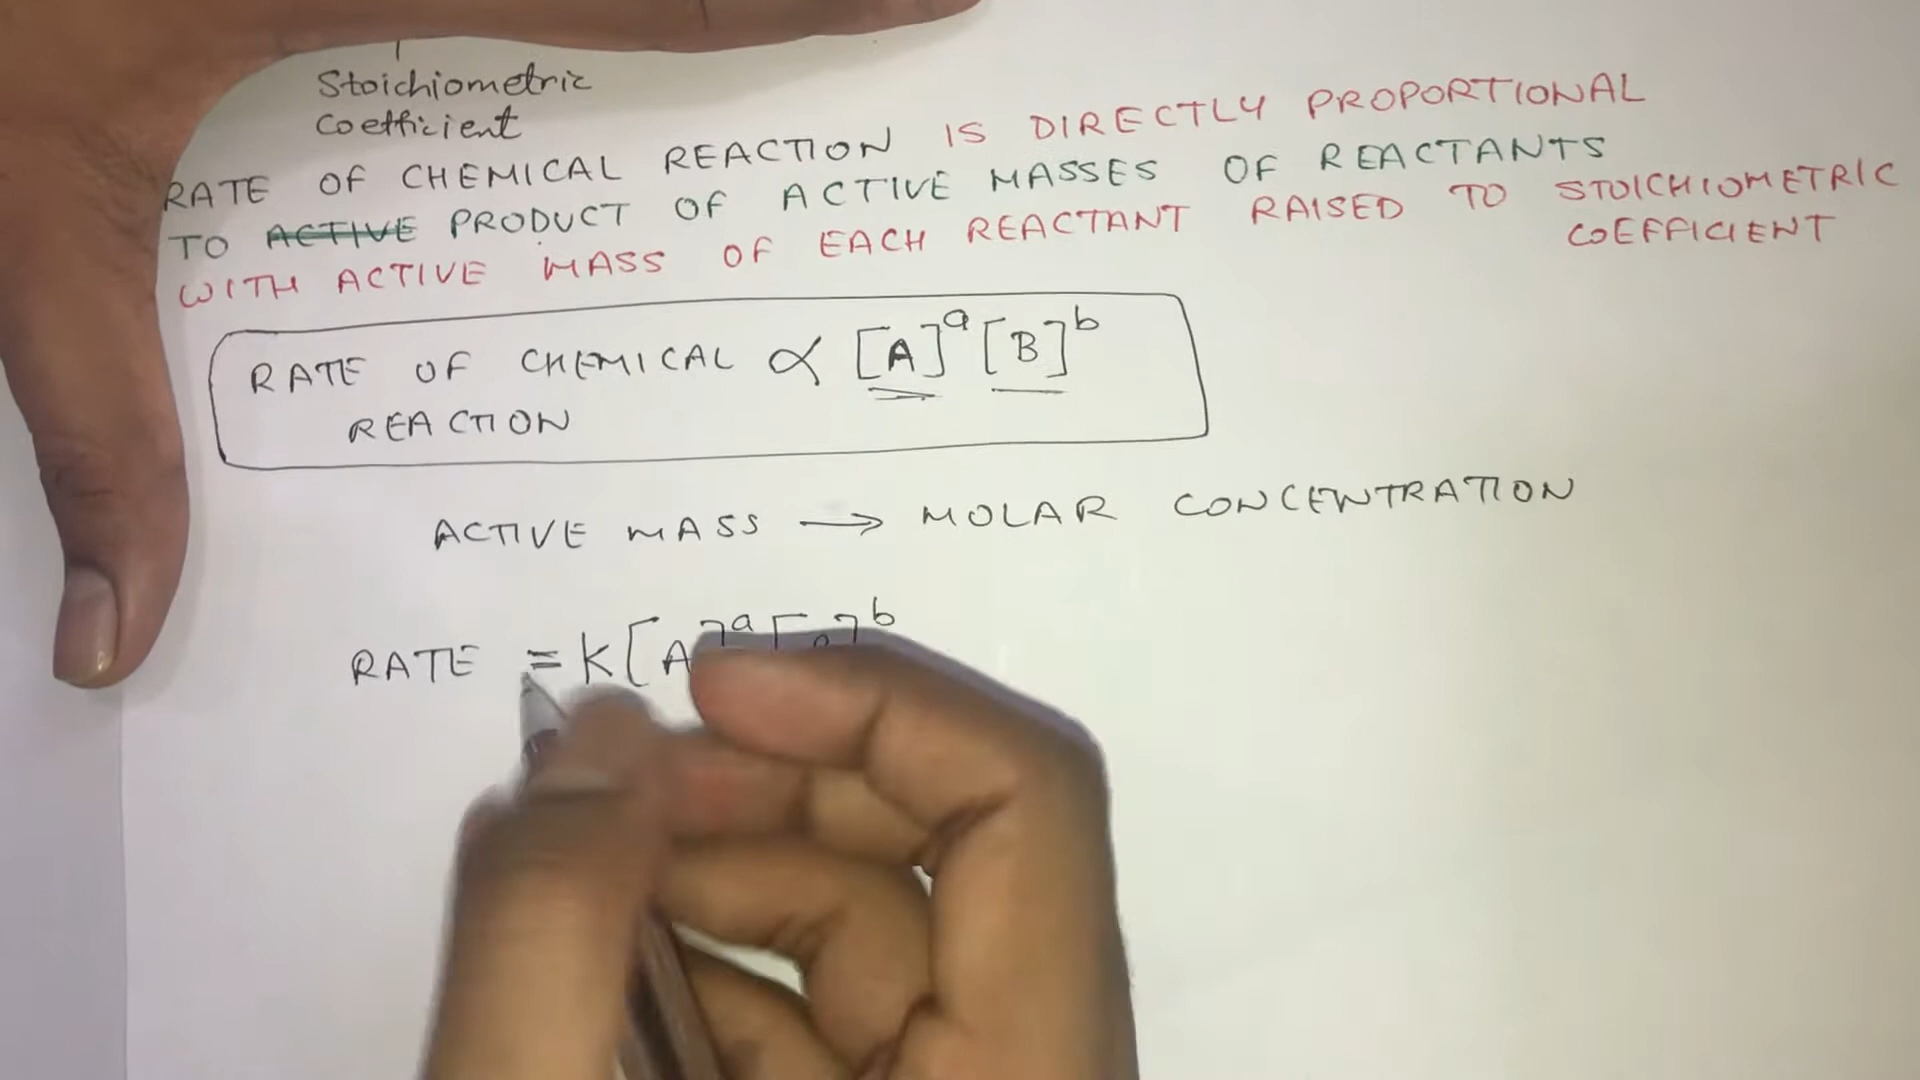 Stoichiometric
Coefficient
RATE OF CHEMICAL REACTION IS DIRECTLY PROPORTIONAL
TO ACTIVE PRODUCT OF ACTIVE MASSES OF REACTANTS
WITH ACTIVE MASS OF EACH REACTANT RAISED TO STOICHIOMETRIC
COEFFICIENT
RATE OF CHEMICAL ∝ [A]ᵃ [B]ᵇ
REACTION
ACTIVE MASS → MOLAR CONCENTRATION
RATE = K[A]ᵃ[ ]ᵇ